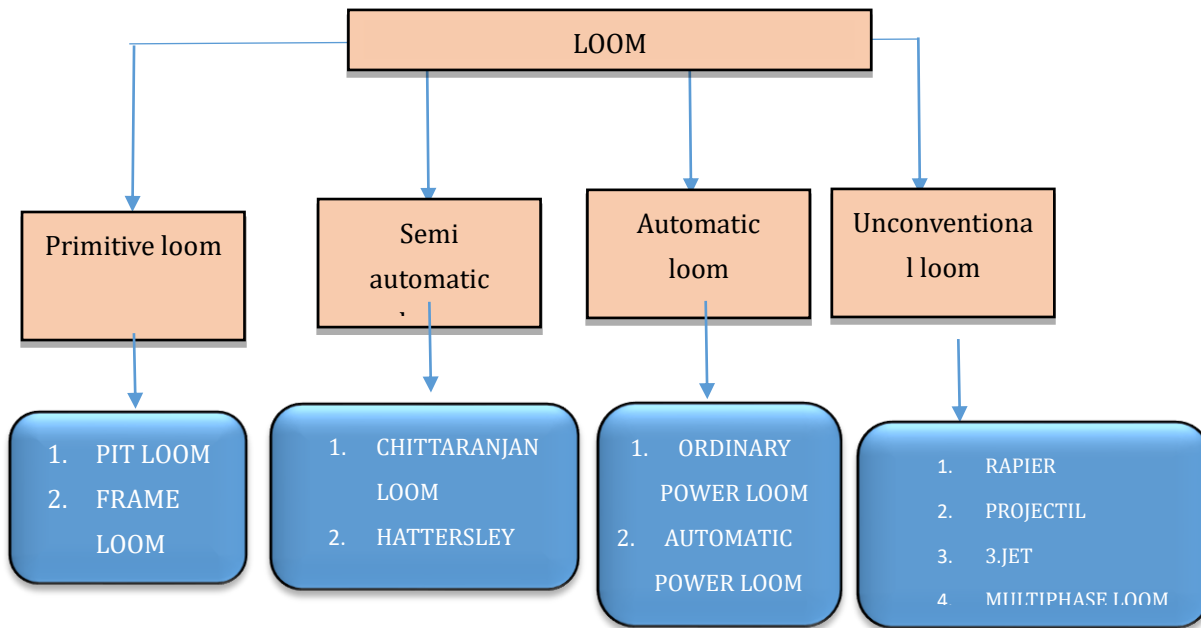 LOOM
Primitive loom
Semi
automatic
Automatic
loom
Unconventiona
l loom
1. PIT LOOM
2. FRAME
LOOM
1. CHITTARANJAN
LOOM
2. HATTERSLEY
1. ORDINARY
POWER LOOM
2. AUTOMATIC
POWER LOOM
1. RAPIER
2. PROJECTIL
3. 3.JET
4. MULTIPHASE LOOM